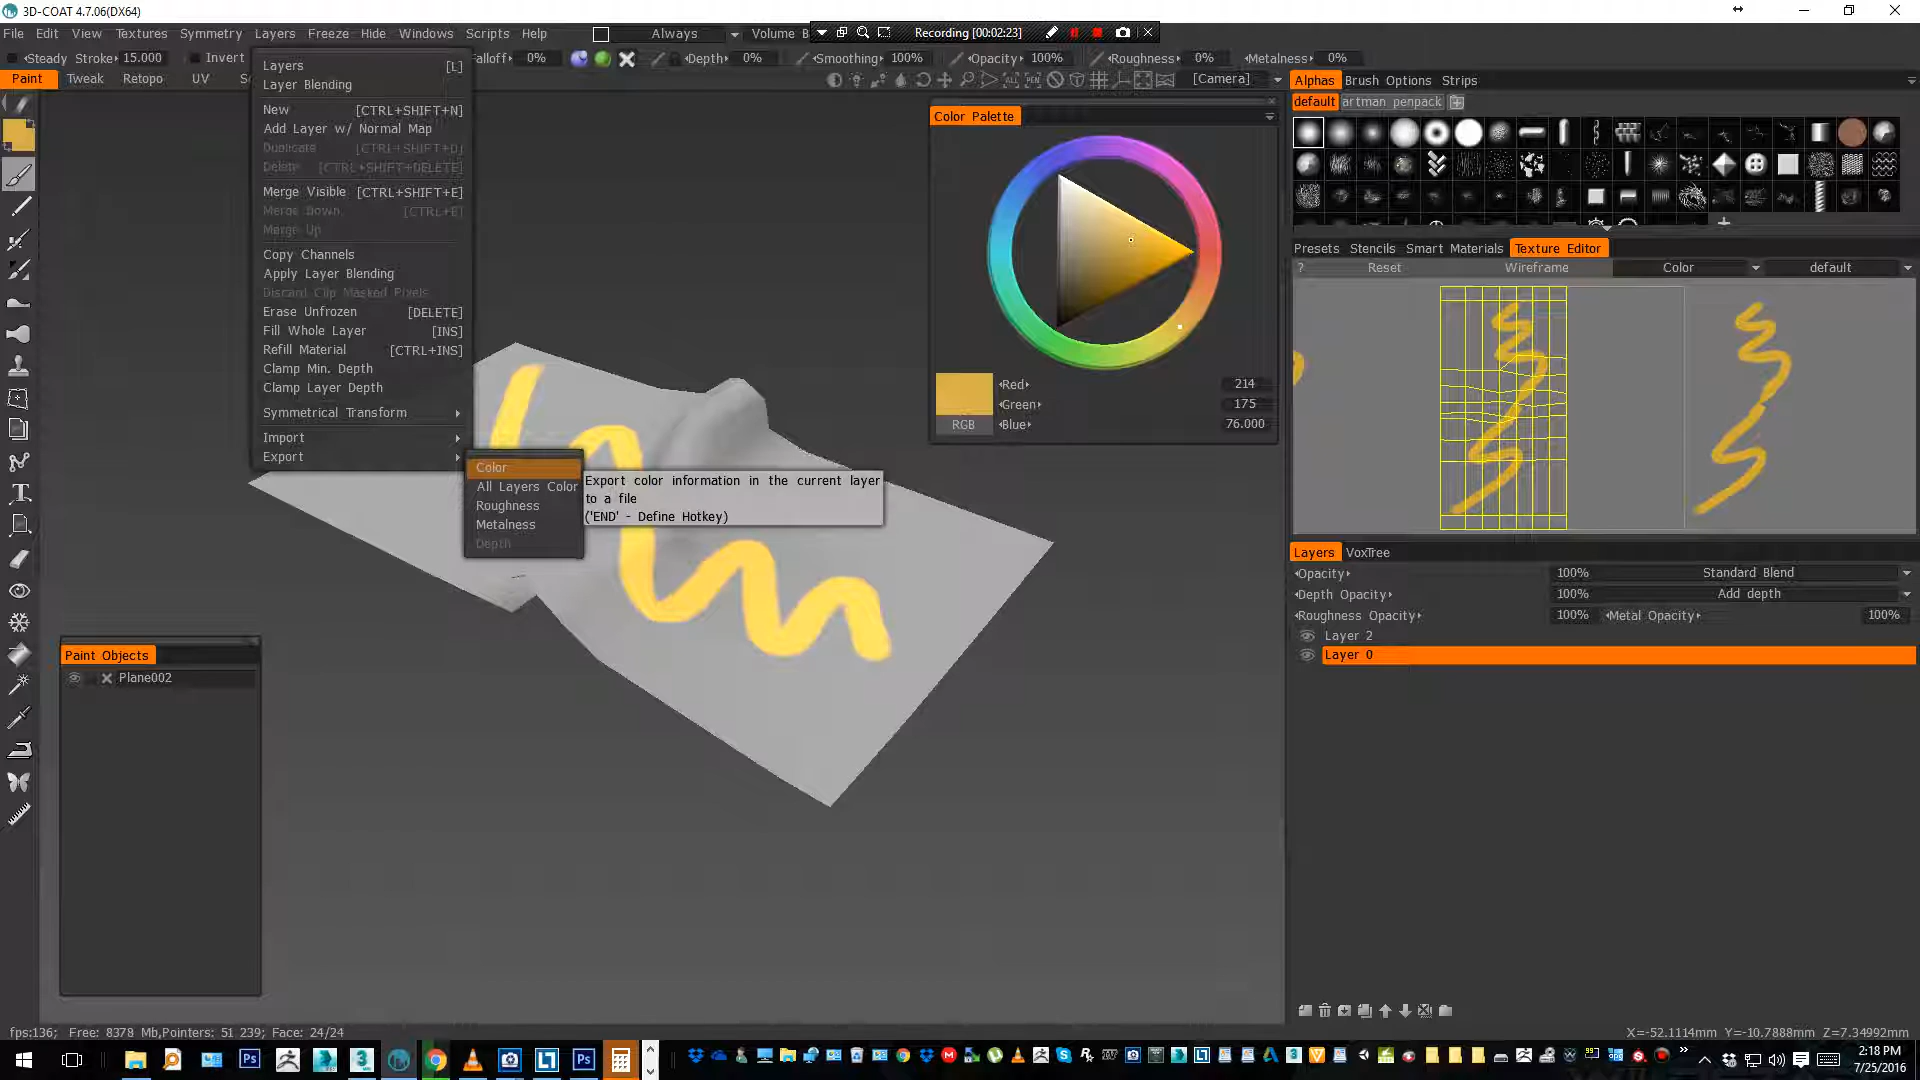 3D-COAT 4.7.06(DX64)
File Edit View Textures Symmetry Layers Freeze Hide Windows Scripts Help Always Volume B
Recording [00:02:23]
Steady Stroke 15.000 Invert
Falloff 0% Depth 0% Smoothing 100% Opacity 100% Roughness 0% Metalness 0%
Paint Tweak Retopo UV
[Camera]
Layers [L]
Layer Blending
New [CTRL+SHIFT+N]
Add Layer w/ Normal Map
Duplicate [CTRL+SHIFT+D]
Delete [CTRL+SHIFT+DELETE]
Merge Visible [CTRL+SHIFT+E]
Merge Down [CTRL+E]
Merge Up
Copy Channels
Apply Layer Blending
Discard Clip Masked Pixels
Erase Unfrozen [DELETE]
Fill Whole Layer [INS]
Refill Material [CTRL+INS]
Clamp Min. Depth
Clamp Layer Depth
Symmetrical Transform
Import
Export
Color
All Layers Color
Roughness
Metalness
Depth
Export color information in the current layer
to a file
('END' - Define Hotkey)
Color Palette
Red 214
Green 175
RGB Blue 76.000
Alphas Brush Options Strips
default artman penpack
Presets Stencils Smart Materials Texture Editor
? Reset Wireframe Color default
Layers VoxTree
Opacity 100% Standard Blend
Depth Opacity 100% Add depth
Roughness Opacity 100% Metal Opacity 100%
Layer 2
Layer 0
Paint Objects
Plane002
fps:136; Free: 8378 Mb,Pointers: 51 239; Face: 24/24
X=-52.1114mm Y=-10.7888mm Z=7.34992mm
2:18 PM
7/25/2016